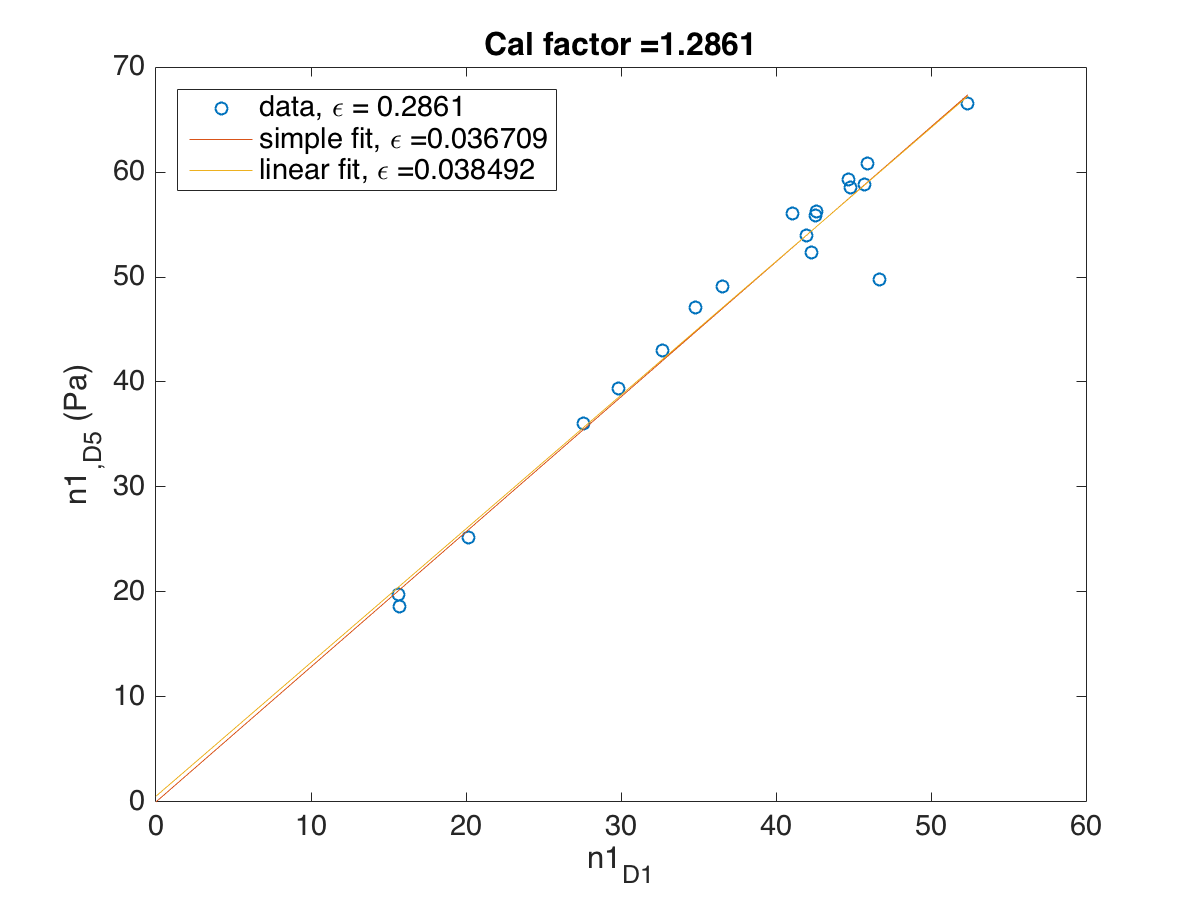 Cal factor =1.2861
data, ϵ = 0.2861
simple fit, ϵ =0.036709
linear fit, ϵ =0.038492
70
60
50
40
30
20
10
0
n1,D5 (Pa)
0 10 20 30 40 50 60
n1D1